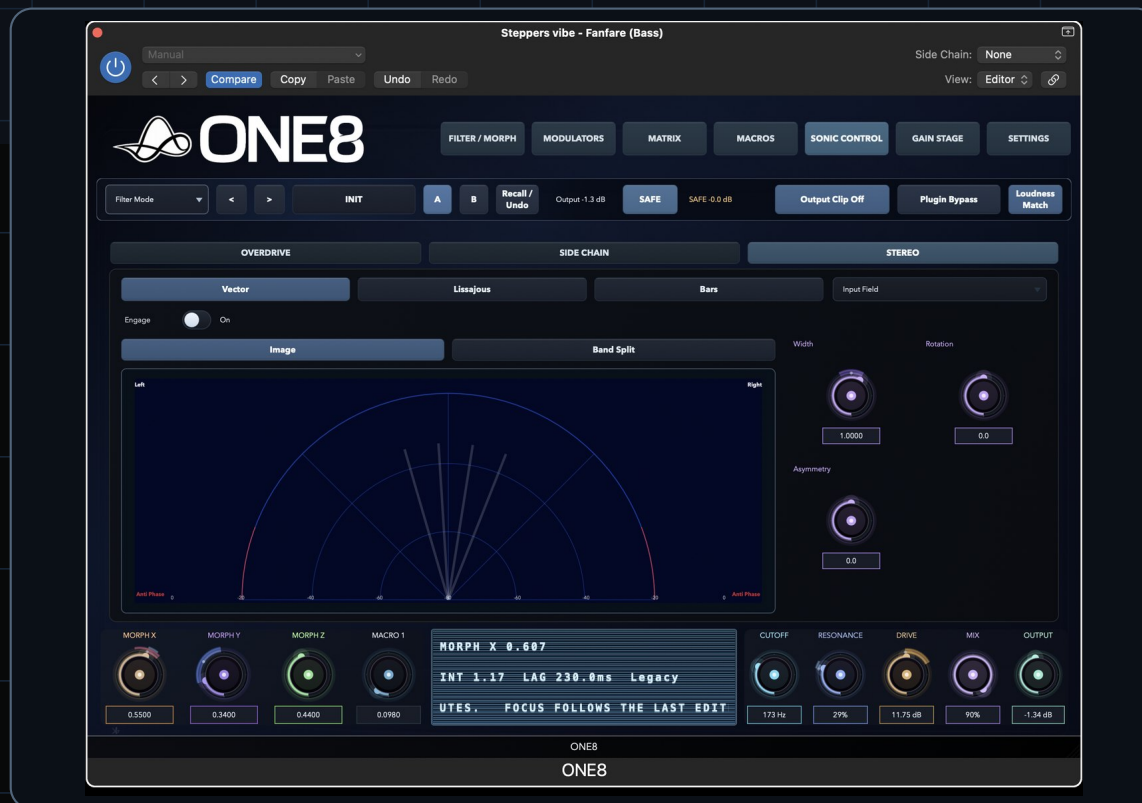 Steppers vibe - Fanfare (Bass)
Manual
Side Chain: None
< > Compare Copy Paste Undo Redo
View: Editor
ONE8
FILTER / MORPH MODULATORS MATRIX MACROS SONIC CONTROL GAIN STAGE SETTINGS
Filter Mode < > INIT A B Recall / Undo Output -1.3 dB SAFE SAFE -0.0 dB Output Clip Off Plugin Bypass Loudness Match
OVERDRIVE SIDE CHAIN STEREO
Vector Lissajous Bars Input Field
Engage On
Image Band Split
Width Rotation
Left Right
1.0000 0.0
Asymmetry
0.0
Anti Phase 0 -20 -40 -60 -60 -40 -20 0 Anti Phase
MORPH X MORPH Y MORPH Z MACRO 1
CUTOFF RESONANCE DRIVE MIX OUTPUT
MORPH X 0.607
INT 1.17 LAG 230.0ms Legacy
UTES. FOCUS FOLLOWS THE LAST EDIT
0.5500 0.3400 0.4400 0.0980
173 Hz 29% 11.75 dB 90% -1.34 dB
ONE8
ONE8